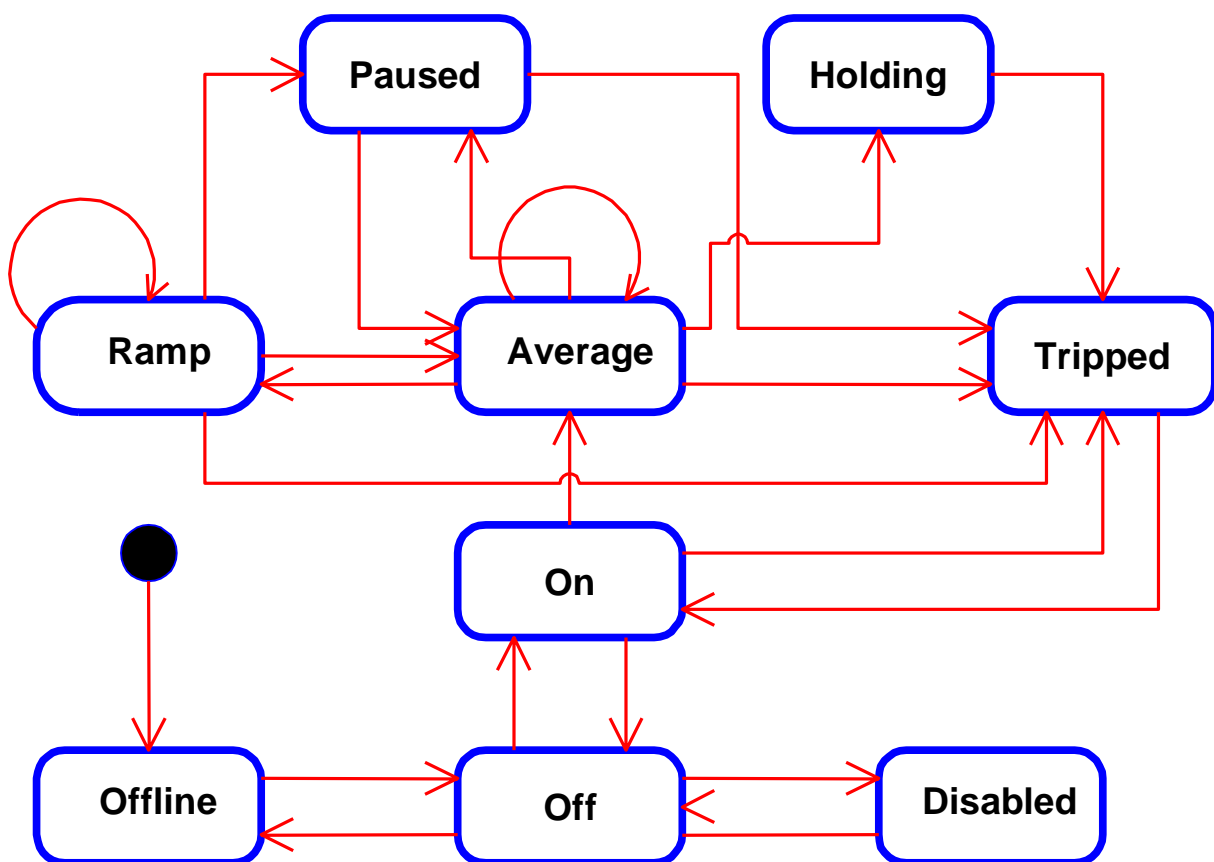 Paused
Holding
Ramp
Average
Tripped
On
Offline
Off
Disabled